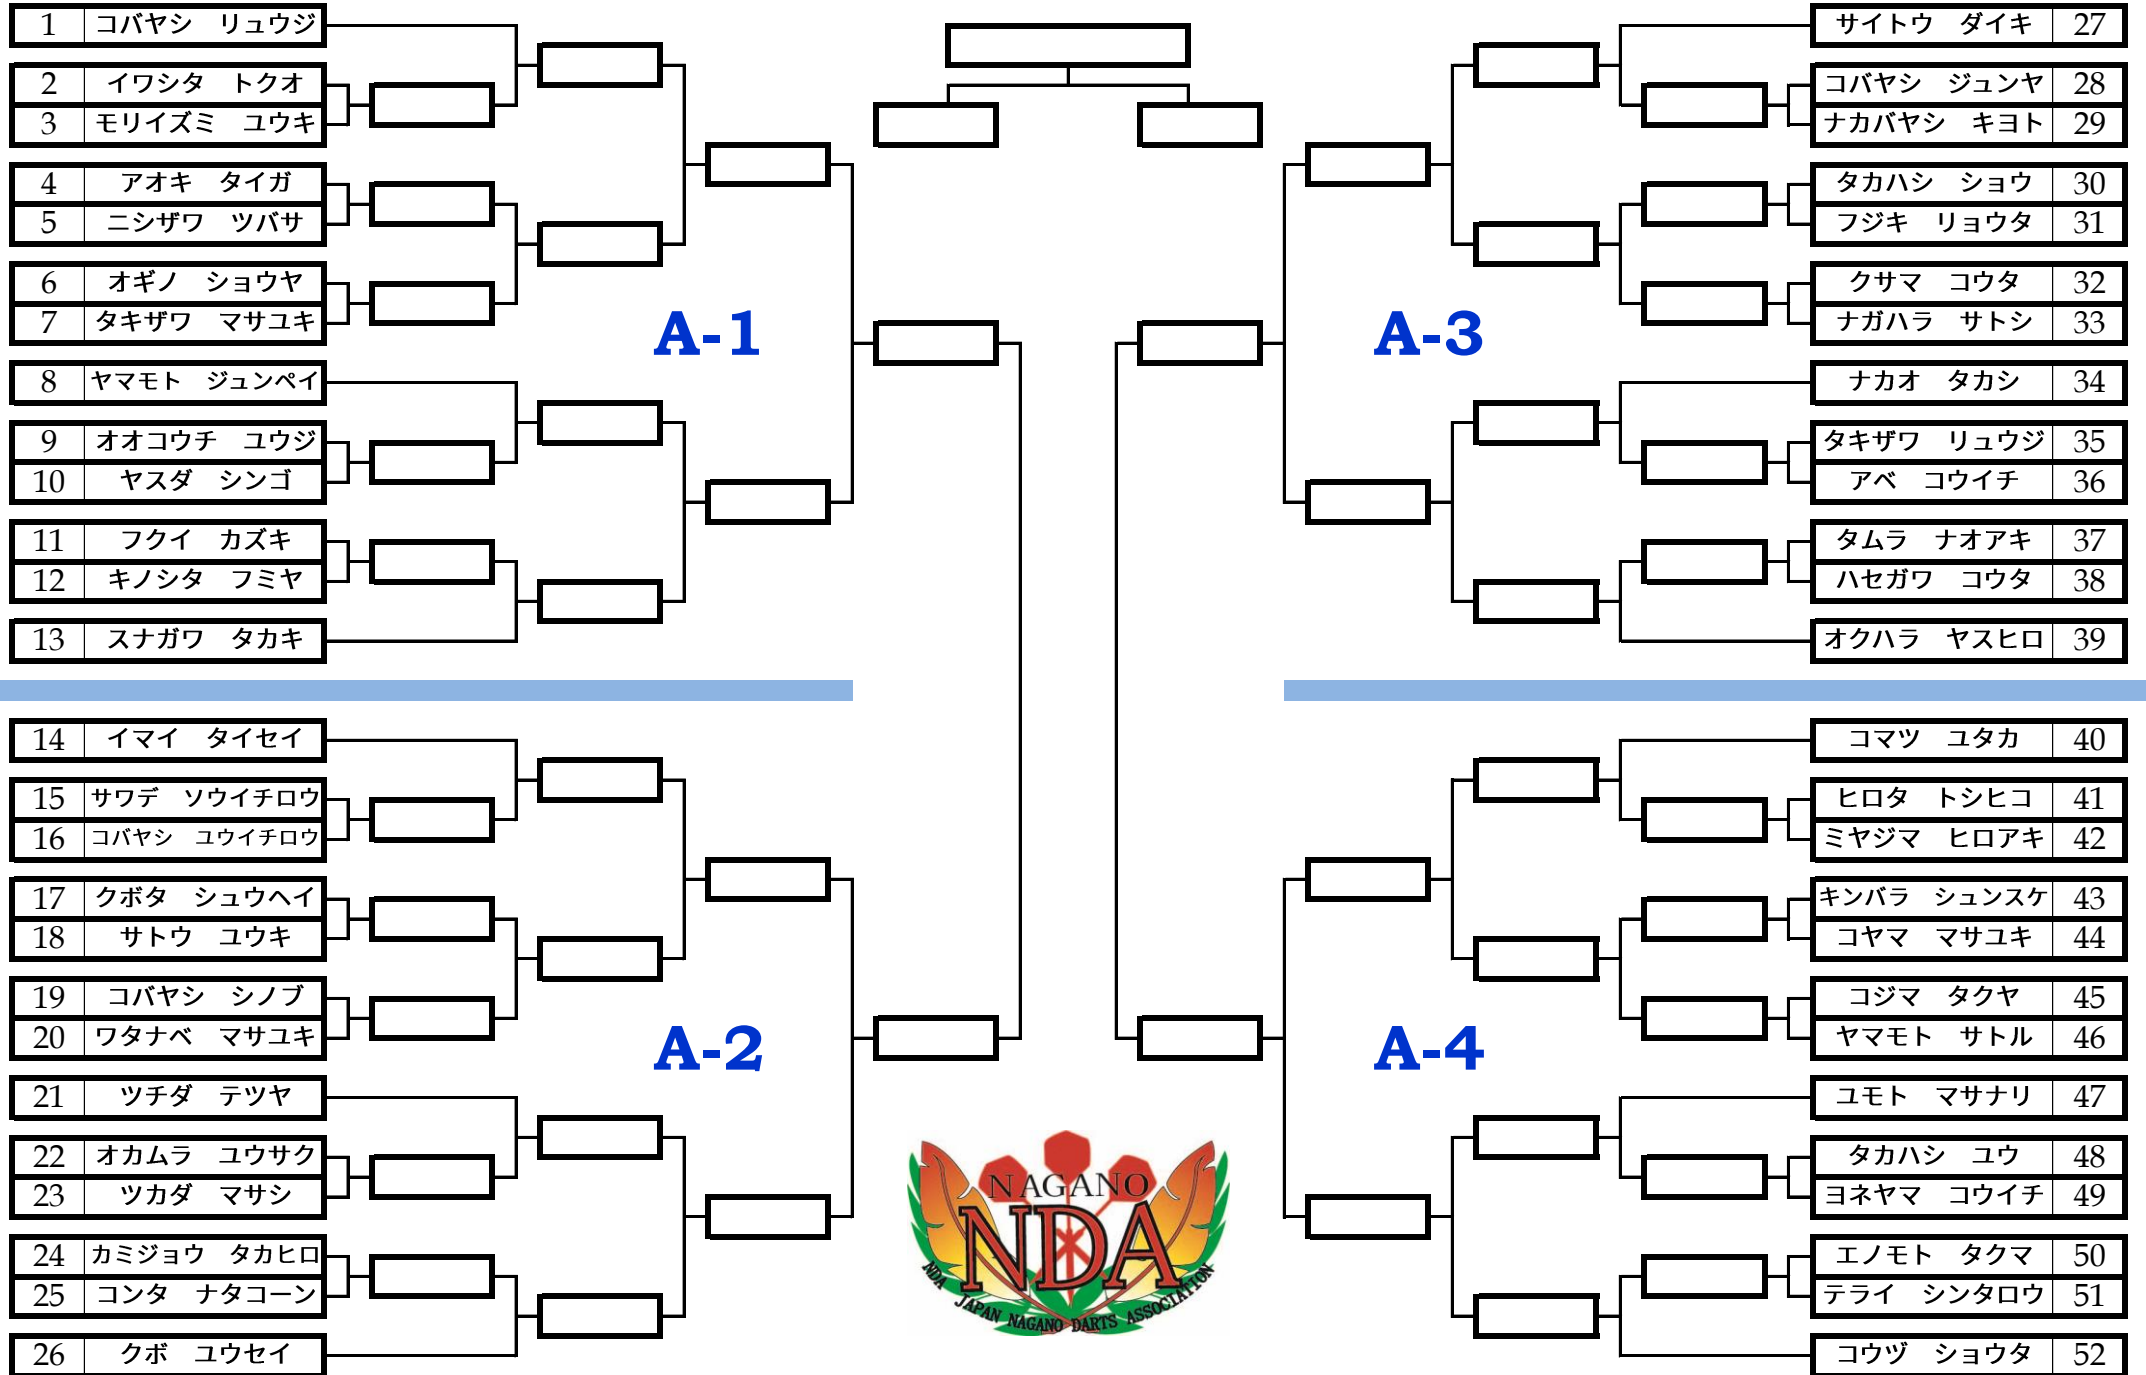 1 コバヤシ リュウジ
2 イワシタ トクオ
3 モリイズミ ユウキ
4 アオキ タイガ
5 ニシザワ ツバサ
6 オギノ ショウヤ
7 タキザワ マサユキ
A-1
8 ヤマモト ジュンペイ
9 オオコウチ ユウジ
10 ヤスダ シンゴ
11 フクイ カズキ
12 キノシタ フミヤ
13 スナガワ タカキ
14 イマイ タイセイ
15 サワデ ソウイチロウ
16 コバヤシ ユウイチロウ
17 クボタ シュウヘイ
18 サトウ ユウキ
19 コバヤシ シノブ
20 ワタナベ マサユキ
A-2
21 ツチダ テツヤ
22 オカムラ ユウサク
23 ツカダ マサシ
24 カミジョウ タカヒロ
25 コンタ ナタコーン
26 クボ ユウセイ
サイトウ ダイキ 27
コバヤシ ジュンヤ 28
ナカバヤシ キヨト 29
タカハシ ショウ 30
フジキ リョウタ 31
クサマ コウタ 32
ナガハラ サトシ 33
A-3
ナカオ タカシ 34
タキザワ リュウジ 35
アベ コウイチ 36
タムラ ナオアキ 37
ハセガワ コウタ 38
オクハラ ヤスヒロ 39
コマツ ユタカ 40
ヒロタ トシヒコ 41
ミヤジマ ヒロアキ 42
キンバラ シュンスケ 43
コヤマ マサユキ 44
コジマ タクヤ 45
ヤマモト サトル 46
A-4
ユモト マサナリ 47
タカハシ ユウ 48
ヨネヤマ コウイチ 49
エノモト タクマ 50
テライ シンタロウ 51
コウヅ ショウタ 52
NAGANO
NDA
NDA JAPAN NAGANO DARTS ASSOCIATION